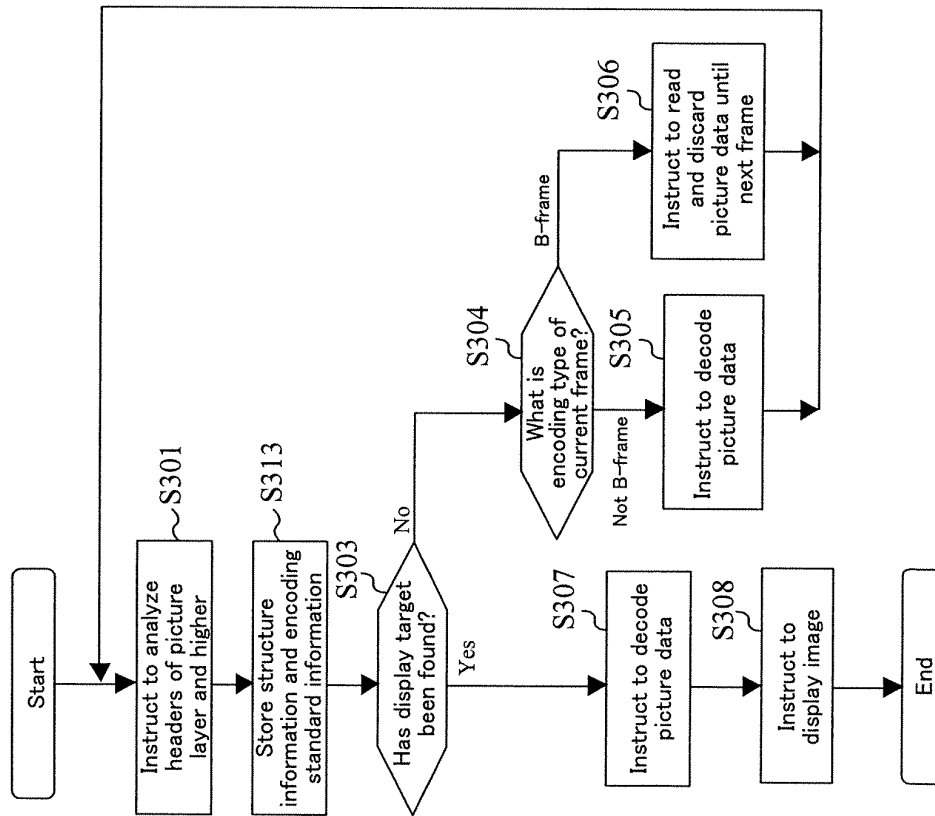 Start
S301
Instruct to analyze
headers of picture
layer and higher
S313
Store structure
information and encoding
standard information
S303
Has display target
been found?
No
Yes
S304
What is
encoding type of
current frame?
B-frame
Not B-frame
S305
Instruct to decode
picture data
S306
Instruct to read
and discard
picture data until
next frame
S307
Instruct to decode
picture data
S308
Instruct to
display image
End